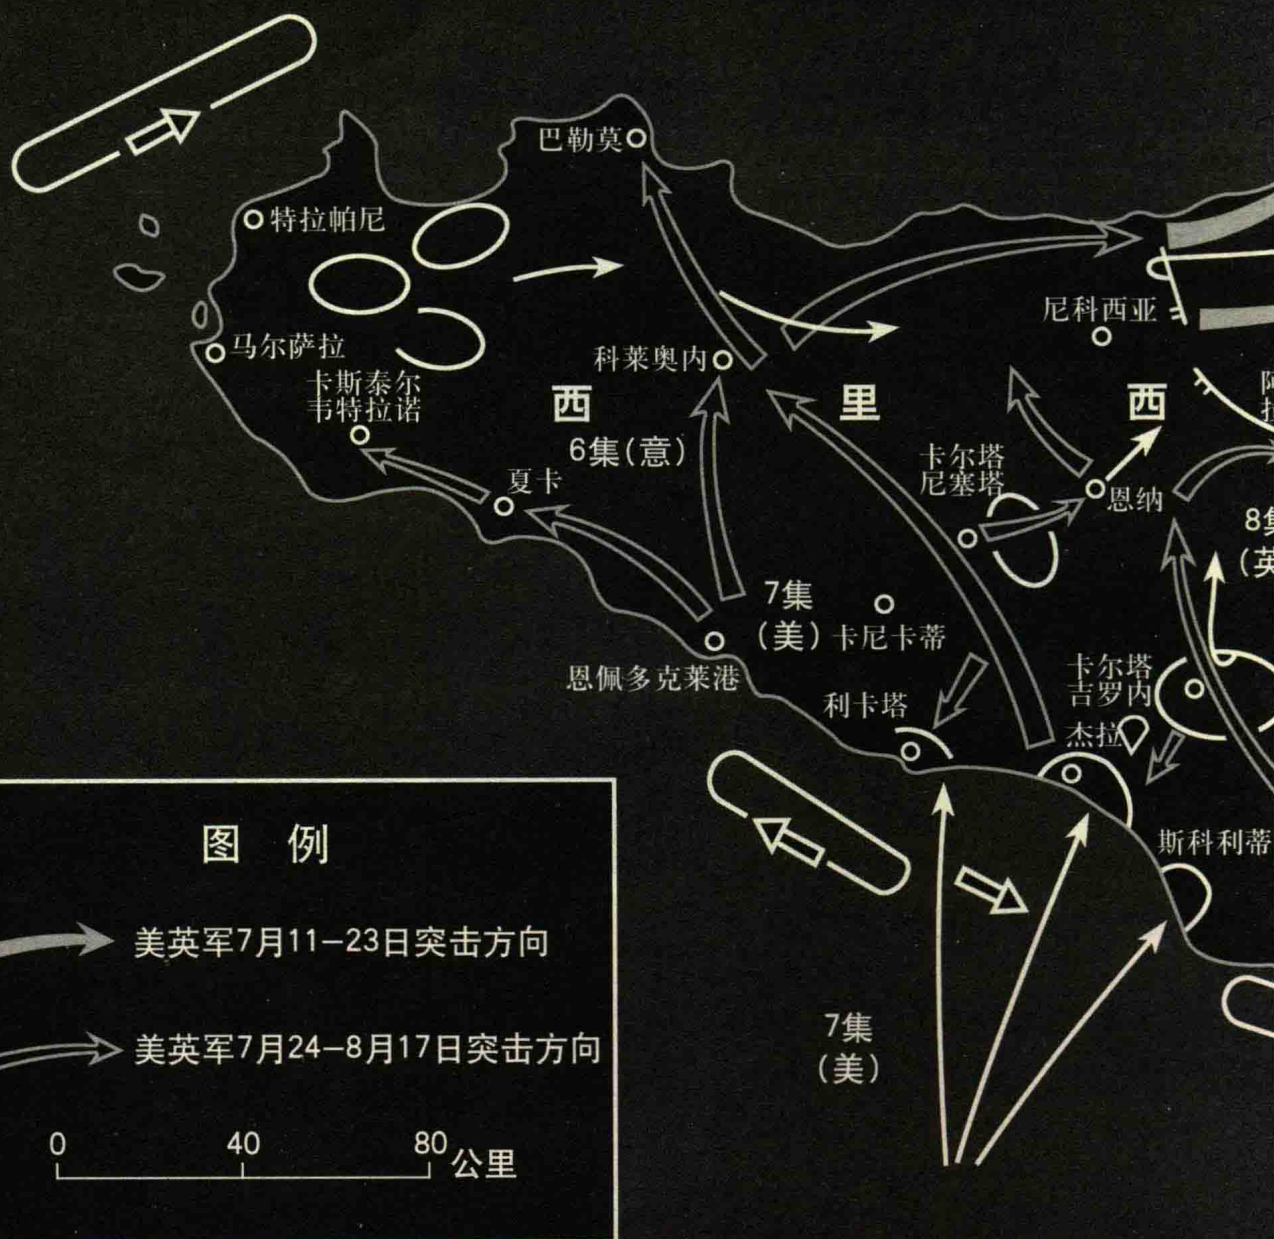 巴勒莫
特拉帕尼
马尔萨拉
卡斯泰尔
韦特拉诺
科莱奥内
尼科西亚
西 里 西
6集(意)
夏卡
卡尔塔
尼塞塔
恩纳
7集
(美)
卡尼卡蒂
恩佩多克莱港
利卡塔
卡尔塔
吉罗内
杰拉
斯科利蒂
7集
(美)
图 例
美英军7月11-23日突击方向
美英军7月24-8月17日突击方向
0 40 80 公里